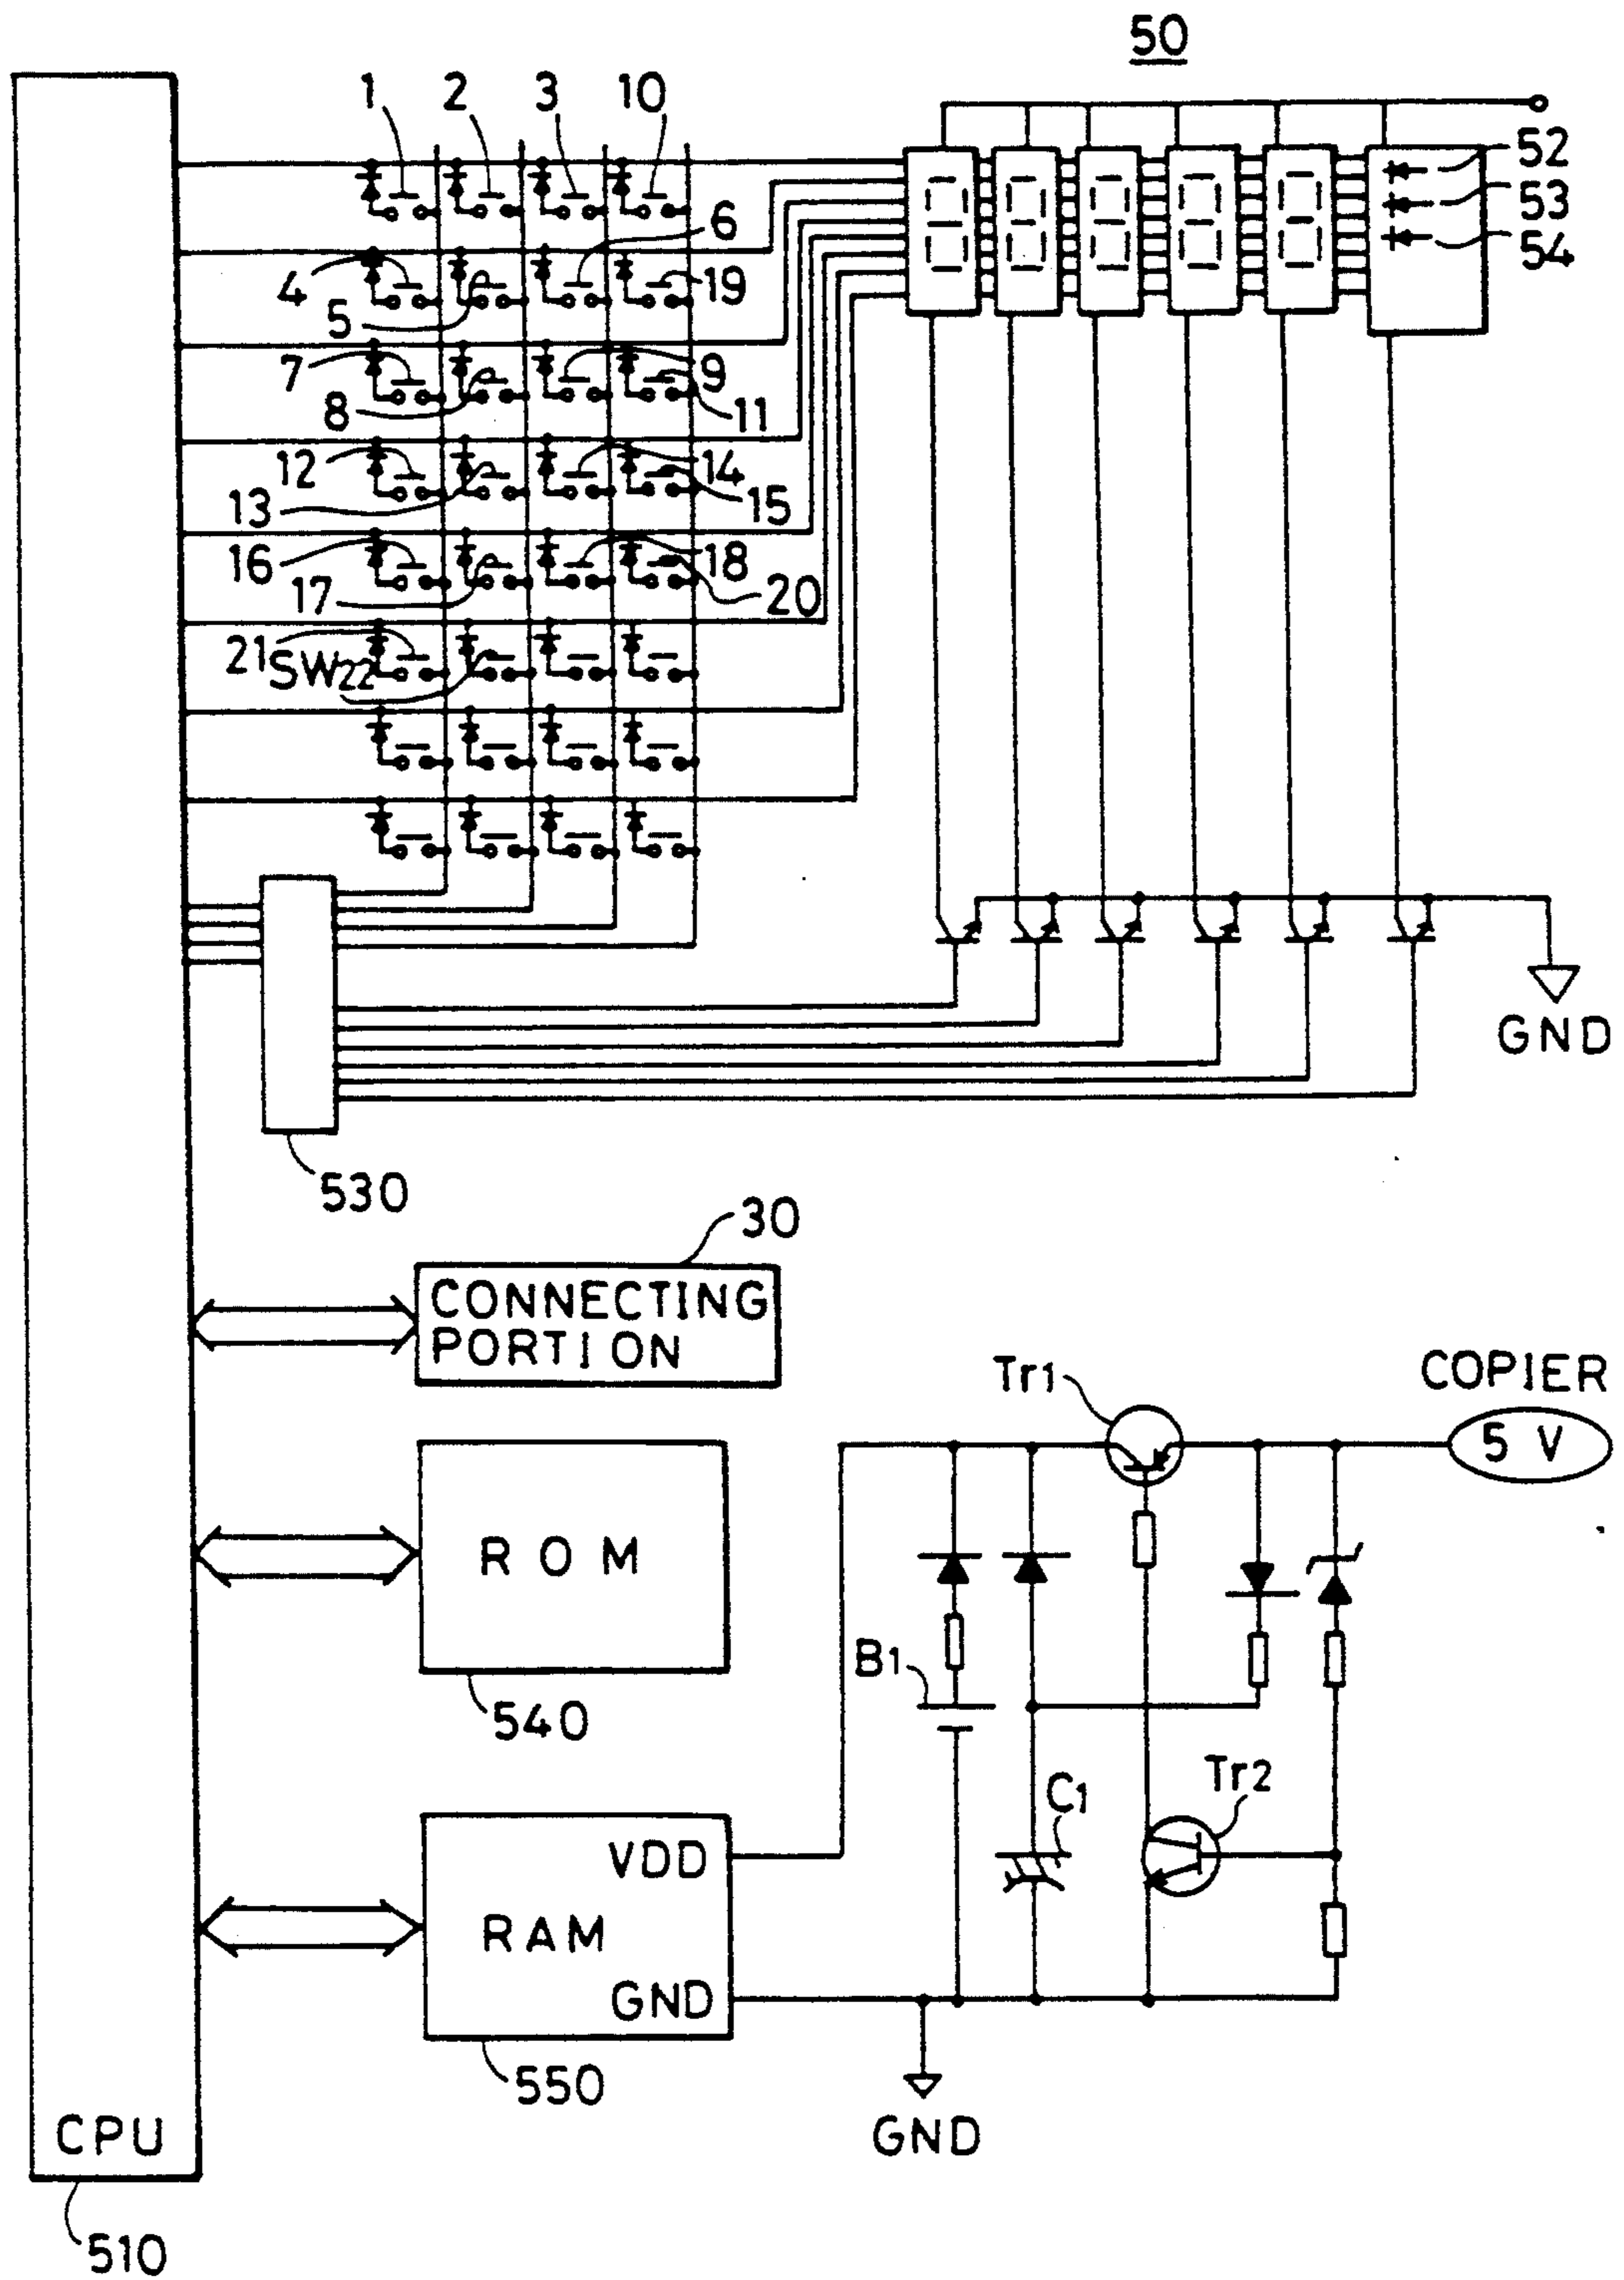 50
1 2 3 10
52
53
54
6
4
5
19
7
8
9
11
12
13
14
15
16
17
18
20
21
SW22
GND
530
30
CONNECTING
PORTION
Tr1
COPIER
5 V
ROM
B1
540
Tr2
C1
VDD
RAM
GND
550
GND
CPU
510